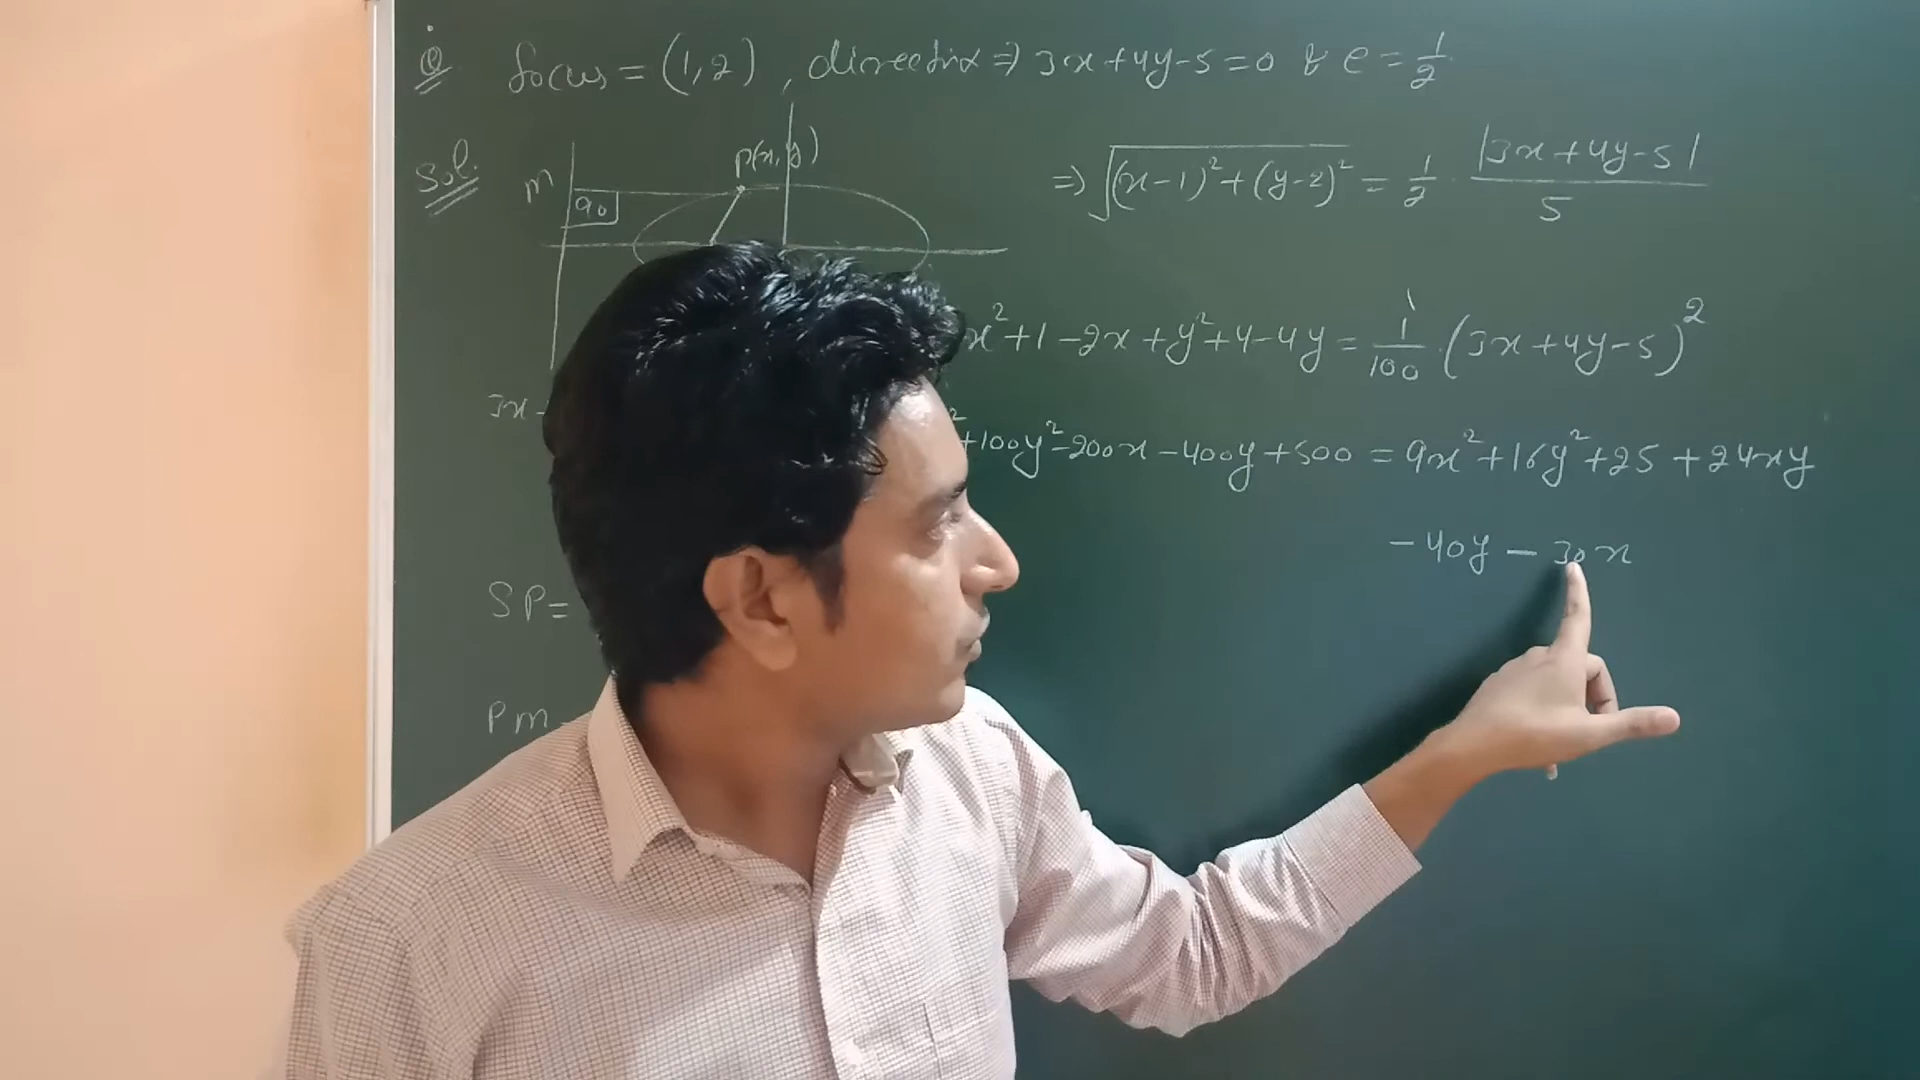 Q focus = (1,2), directrix ⇒ 3x+4y-5=0 & e = 1/2
Sol.
M
P(x,y)
90
⇒ √((x-1)²+(y-2)²) = 1/2 · |3x+4y-5|/5
x²+1-2x+y²+4-4y = 1/100 · (3x+4y-5)²
3x-
²+100y²-200x-400y+500 = 9x²+16y²+25+24xy
-40y-30x
SP=
PM=